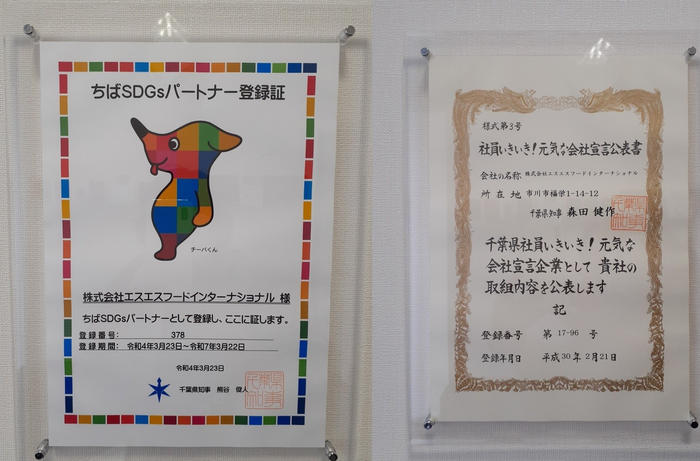 ちばSDGsパートナー登録証
チーバくん
株式会社エスエスフードインターナショナル 様
ちばSDGsパートナーとして登録し、ここに証します。
登録番号: 378
登録期間: 令和4年3月23日～令和7年3月22日
令和4年3月23日
千葉県知事 熊谷 俊人
様式第3号
社員いきいき!元気な会社宣言公表書
会社の名称 株式会社エスエスフードインターナショナル
所在地 市川市福栄1-14-12
千葉県知事 森田 健作
千葉県社員いきいき!元気な
会社宣言企業として 貴社の
取組内容を公表します
記
登録番号 第 17-96 号
登録年月日 平成30年2月21日